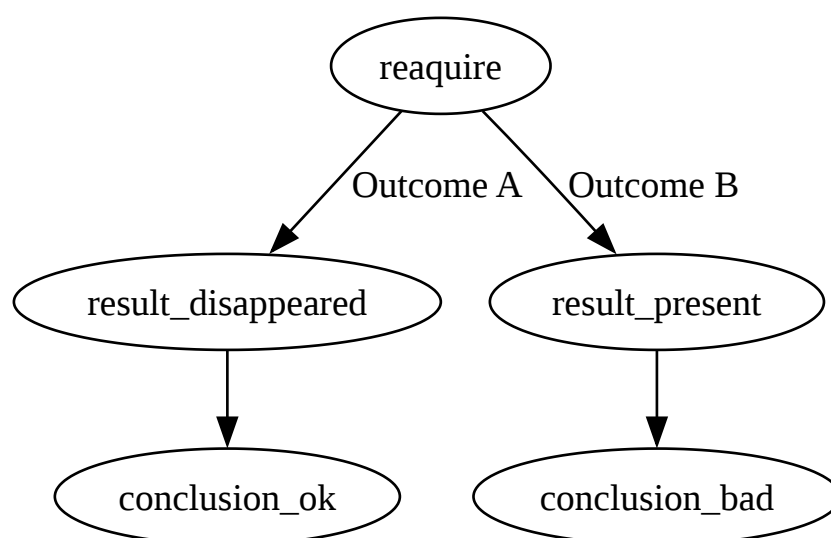 reaquire
Outcome A
Outcome B
result_disappeared
result_present
conclusion_ok
conclusion_bad